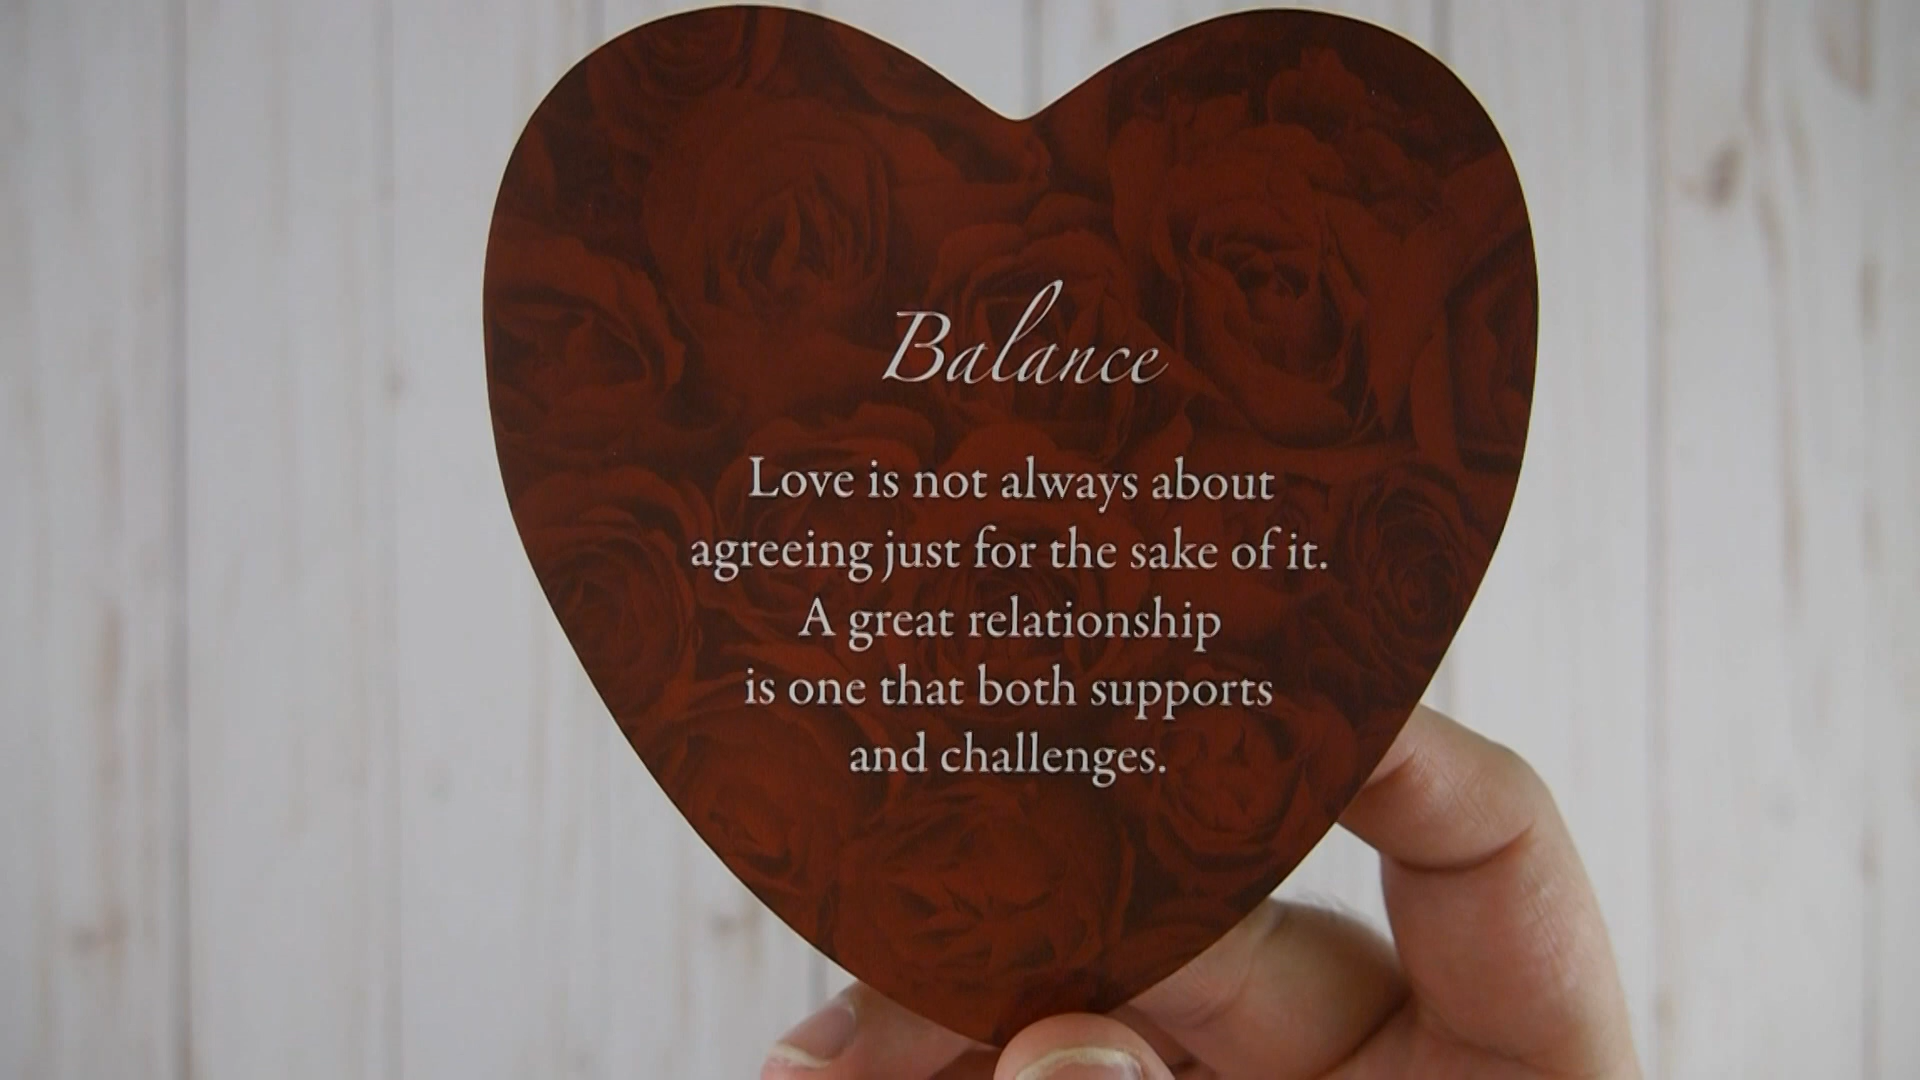 Balance
Love is not always about
agreeing just for the sake of it.
A great relationship
is one that both supports
and challenges.